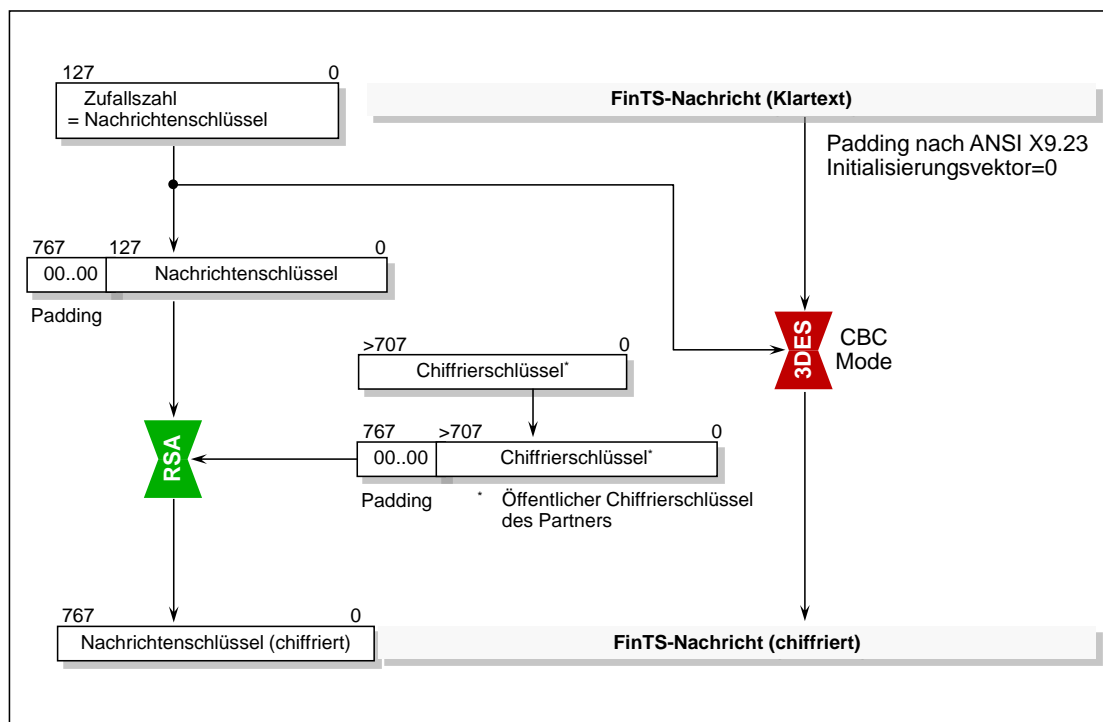 127 0
Zufallszahl
= Nachrichtenschlüssel
FinTS-Nachricht (Klartext)
Padding nach ANSI X9.23
Initialisierungsvektor=0
767 127 0
00..00 Nachrichtenschlüssel
Padding
3DES
CBC
Mode
>707 0
Chiffrierschlüssel*
RSA
767 >707 0
00..00 Chiffrierschlüssel*
Padding * Öffentlicher Chiffrierschlüssel
des Partners
767 0
Nachrichtenschlüssel (chiffriert)
FinTS-Nachricht (chiffriert)